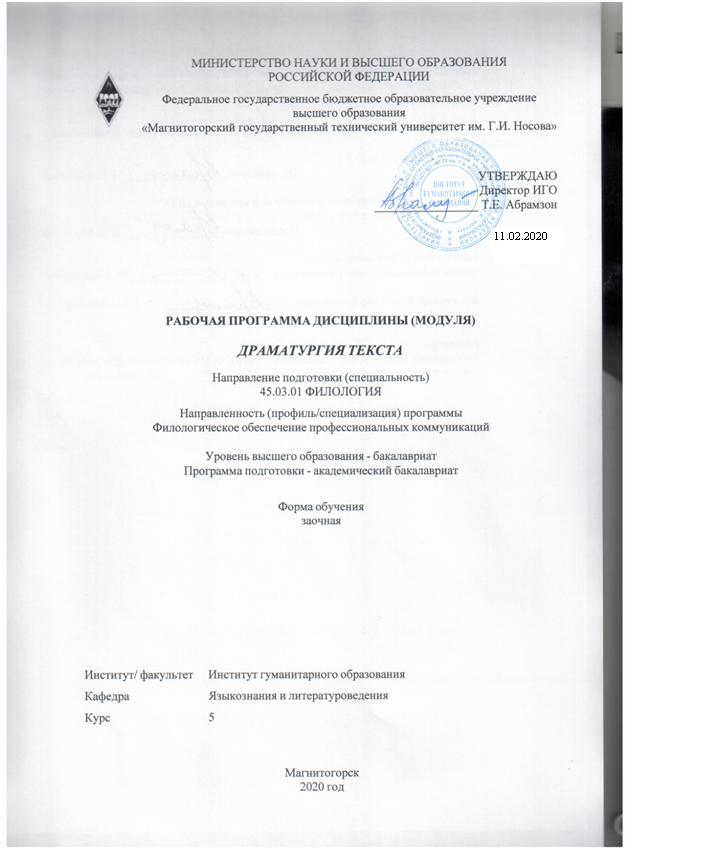 МИНИСТЕРСТВО НАУКИ И ВЫСШЕГО ОБРАЗОВАНИЯ
РОССИЙСКОЙ ФЕДЕРАЦИИ
Федеральное государственное бюджетное образовательное учреждение
высшего образования
«Магнитогорский государственный технический университет им. Г.И. Носова»
УТВЕРЖДАЮ
Директор ИГО
Т.Е. Абрамзон
ИНСТИТУТ
ГУМАНИТАРНОГО
11.02.2020
РАБОЧАЯ ПРОГРАММА ДИСЦИПЛИНЫ (МОДУЛЯ)
ДРАМАТУРГИЯ ТЕКСТА
Направление подготовки (специальность)
45.03.01 ФИЛОЛОГИЯ
Направленность (профиль/специализация) программы
Филологическое обеспечение профессиональных коммуникаций
Уровень высшего образования - бакалавриат
Программа подготовки - академический бакалавриат
Форма обучения
заочная
Институт/ факультет Институт гуманитарного образования
Кафедра Языкознания и литературоведения
Курс 5
Магнитогорск
2020 год